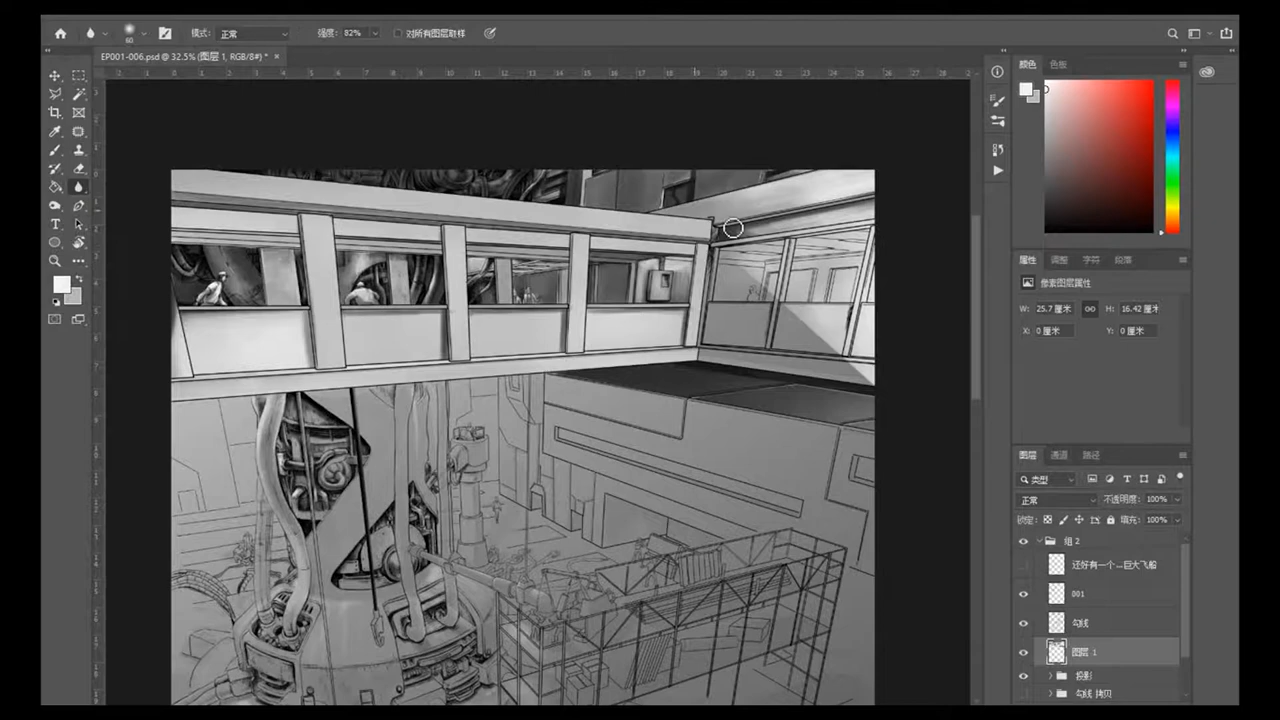 模式: 正常 强度: 82% 对所有图层取样
EP001-006.psd @ 32.5% (图层 1, RGB/8#) * ×
颜色 色板
属性 调整 字符 段落
像素图层属性
W: 25.7 厘米 H: 16.42 厘米
X: 0 厘米 Y: 0 厘米
图层 通道 路径
类型
正常 不透明度: 100%
锁定: 填充: 100%
组 2
还好有一个...巨大飞船
001
勾线
图层 1
投影
勾线 拷贝